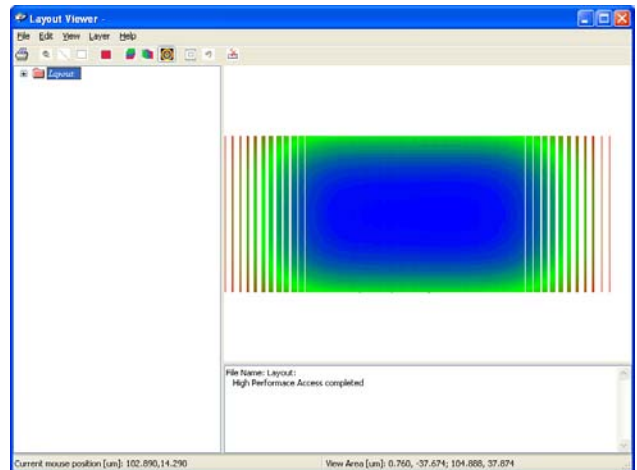 Layout Viewer -
File Edit View Layer Help
Layout
File Name: Layout:
High Performace Access completed
Current mouse position [um]: 102.890,14.290
View Area [um]: 0.760, -37.674; 104.888, 37.874